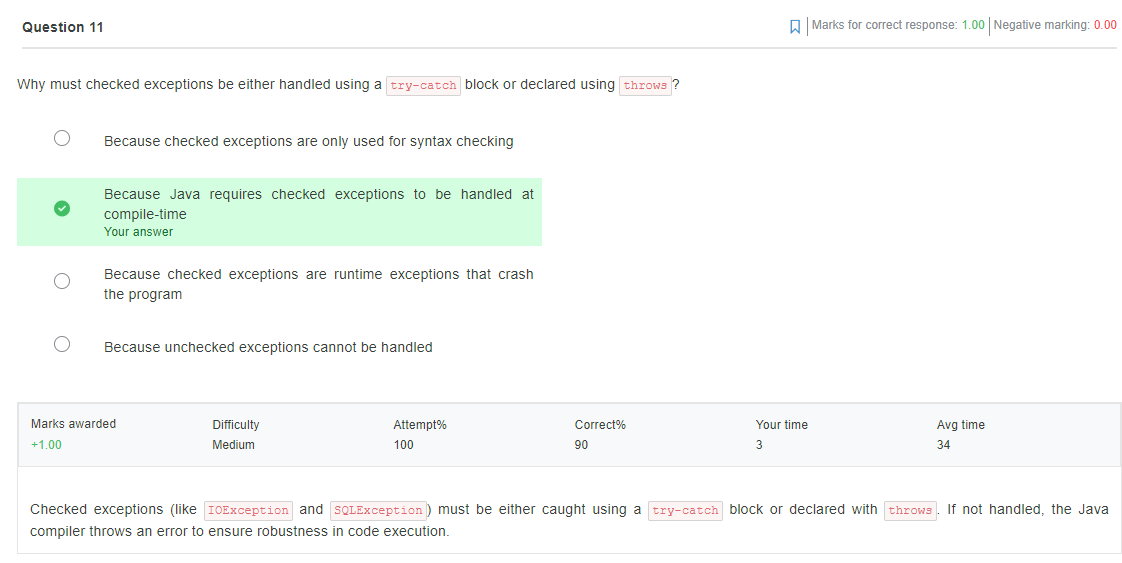 Question 11
Marks for correct response: 1.00 Negative marking: 0.00
Why must checked exceptions be either handled using a try-catch block or declared using throws?
Because checked exceptions are only used for syntax checking
Because Java requires checked exceptions to be handled at
compile-time
Your answer
Because checked exceptions are runtime exceptions that crash
the program
Because unchecked exceptions cannot be handled
Marks awarded Difficulty Attempt% Correct% Your time Avg time
+1.00 Medium 100 90 3 34
Checked exceptions (like IOException and SQLException) must be either caught using a try-catch block or declared with throws. If not handled, the Java
compiler throws an error to ensure robustness in code execution.